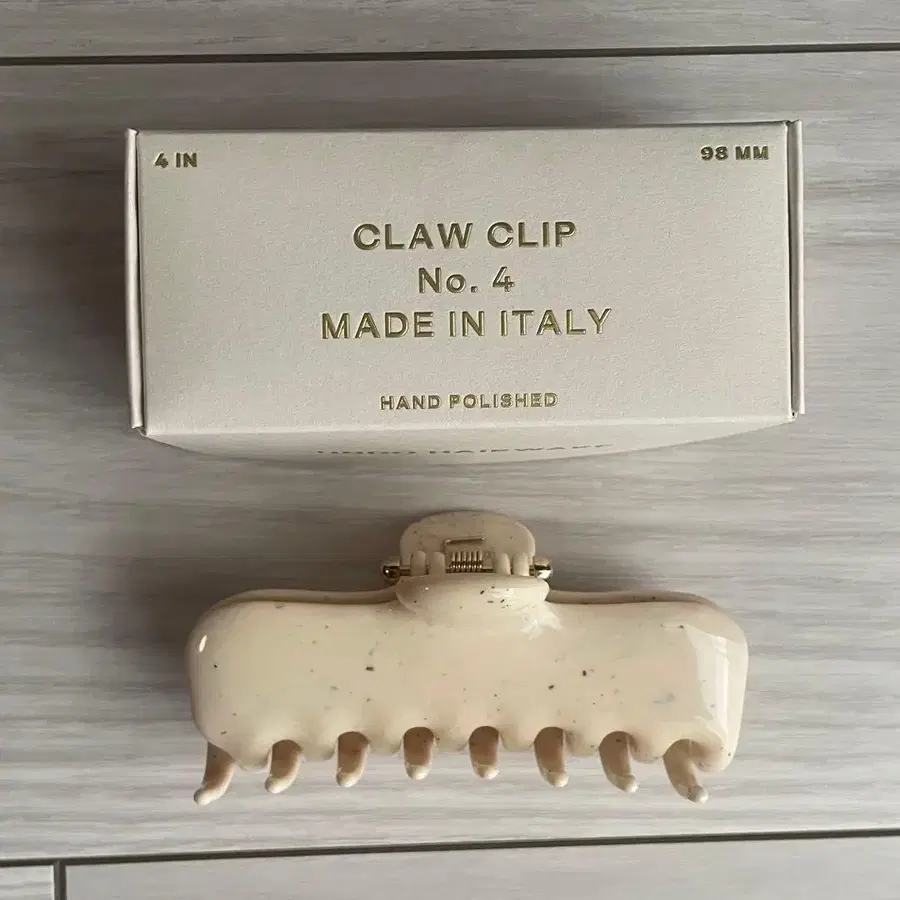 4 IN
98 MM
CLAW CLIP
No. 4
MADE IN ITALY
HAND POLISHED